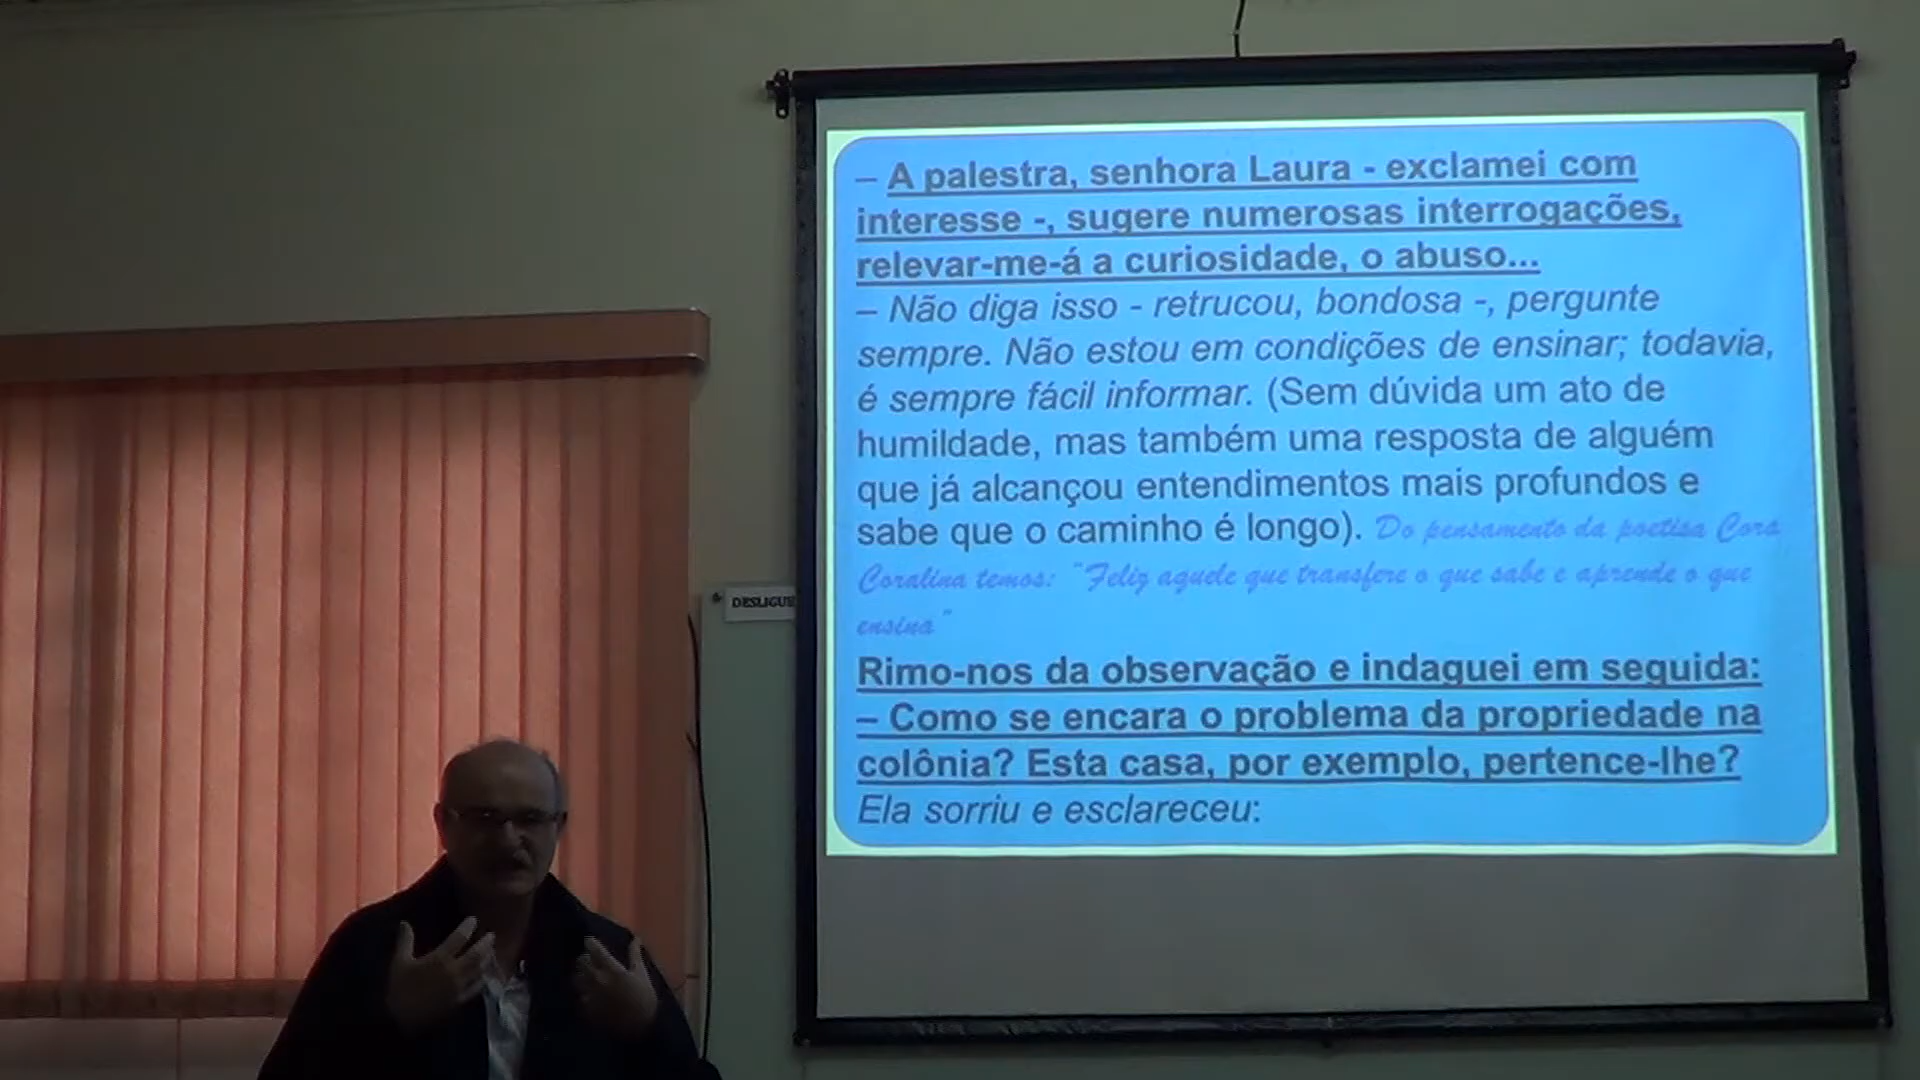 – A palestra, senhora Laura - exclamei com
interesse -, sugere numerosas interrogações,
relevar-me-á a curiosidade, o abuso...
– Não diga isso - retrucou, bondosa -, pergunte
sempre. Não estou em condições de ensinar; todavia,
é sempre fácil informar. (Sem dúvida um ato de
humildade, mas também uma resposta de alguém
que já alcançou entendimentos mais profundos e
sabe que o caminho é longo). Do pensamento da poetisa Cora
Coralina temos: "Feliz aquele que transfere o que sabe e aprende o que
ensina"
Rimo-nos da observação e indaguei em seguida:
– Como se encara o problema da propriedade na
colônia? Esta casa, por exemplo, pertence-lhe?
Ela sorriu e esclareceu:
DESLIGUE